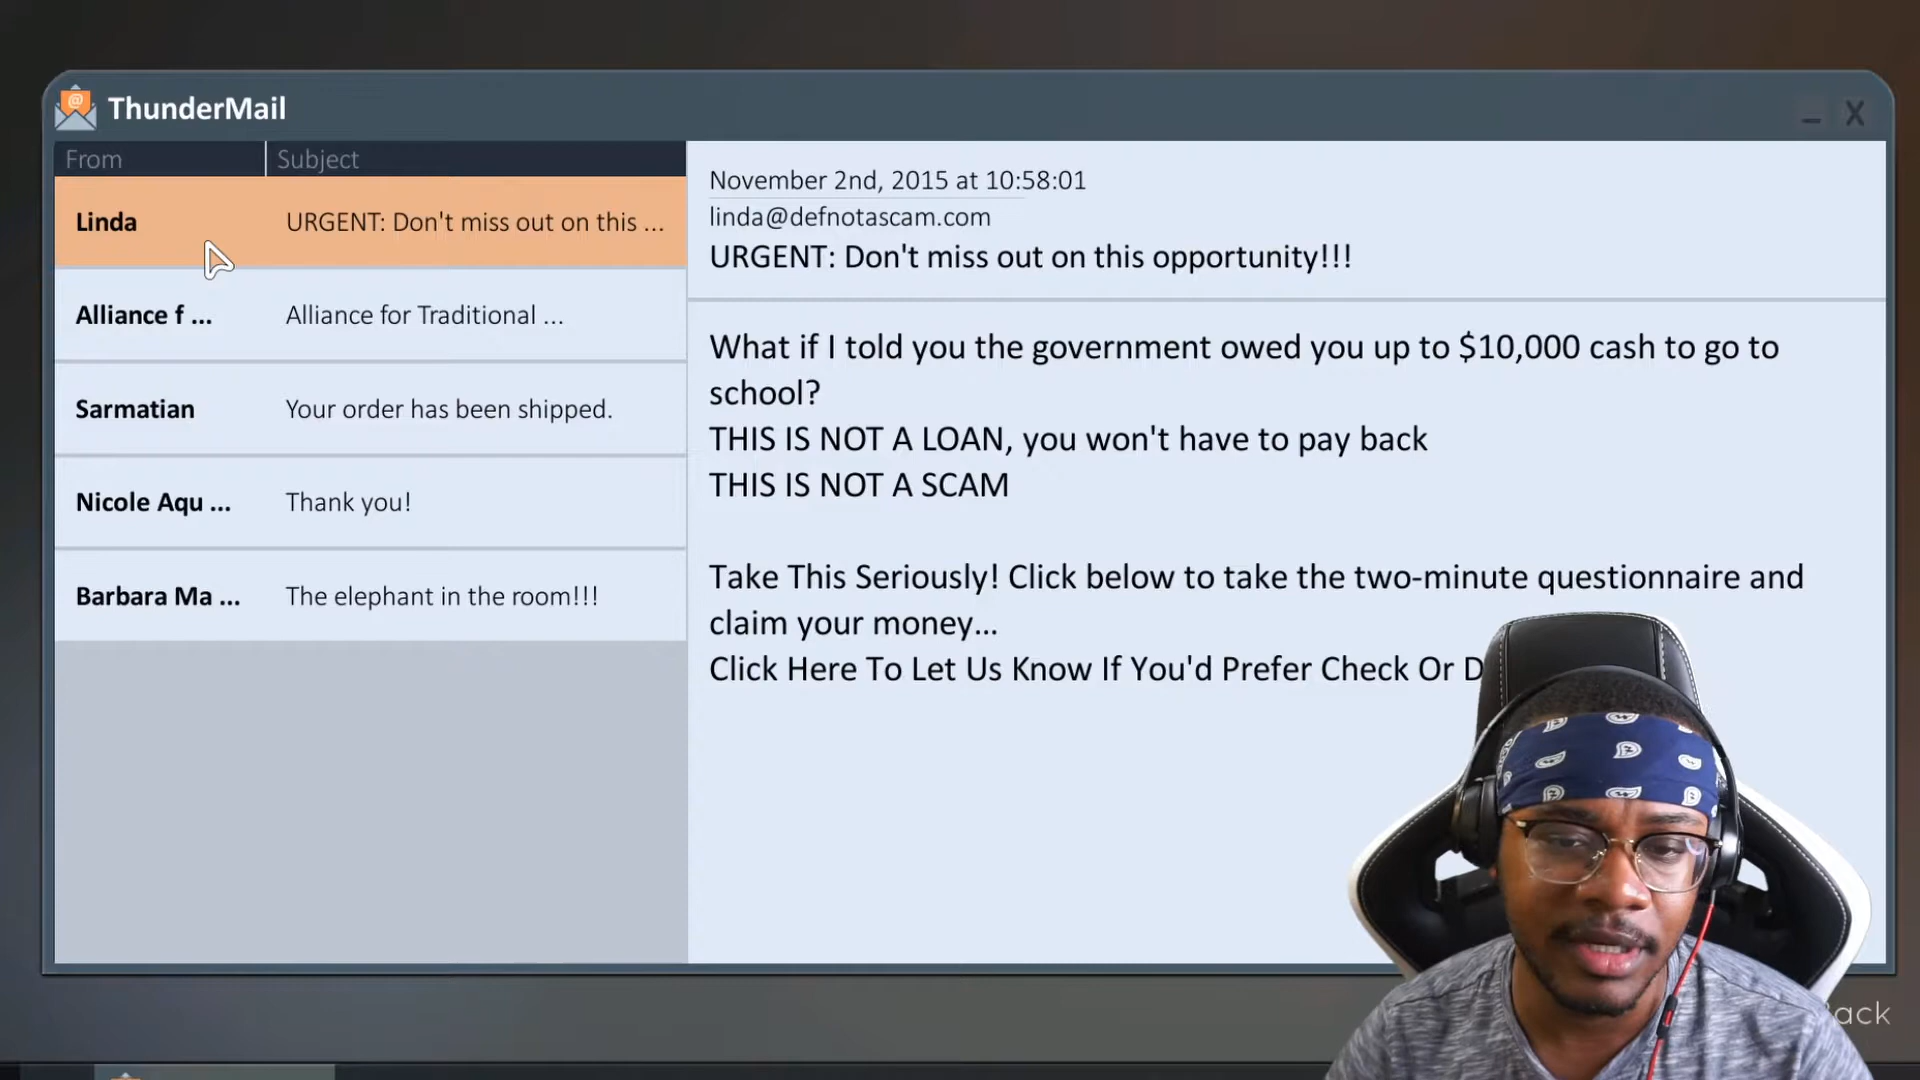 ThunderMail
From Subject
Linda URGENT: Don't miss out on this ...
Alliance f ... Alliance for Traditional ...
Sarmatian Your order has been shipped.
Nicole Aqu ... Thank you!
Barbara Ma ... The elephant in the room!!!
November 2nd, 2015 at 10:58:01
linda@defnotascam.com
URGENT: Don't miss out on this opportunity!!!
What if I told you the government owed you up to $10,000 cash to go to
school?
THIS IS NOT A LOAN, you won't have to pay back
THIS IS NOT A SCAM
Take This Seriously! Click below to take the two-minute questionnaire and
claim your money...
Click Here To Let Us Know If You'd Prefer Check Or